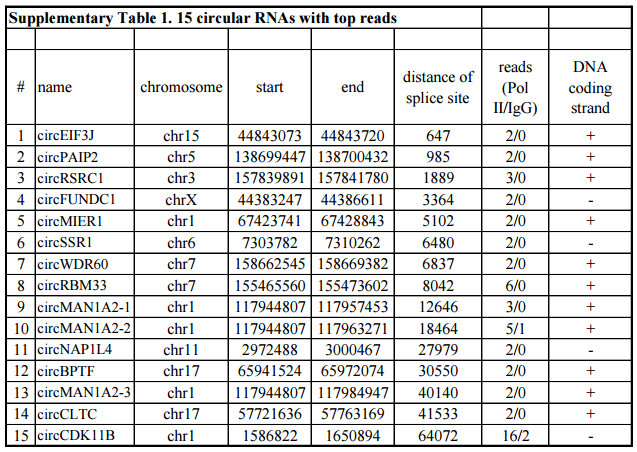 Supplementary Table 1. 15 circular RNAs with top reads
# name chromosome start end distance of splice site reads (Pol II/IgG) DNA coding strand
1 circEIF3J chr15 44843073 44843720 647 2/0 +
2 circPAIP2 chr5 138699447 138700432 985 2/0 +
3 circRSRC1 chr3 157839891 157841780 1889 3/0 +
4 circFUNDC1 chrX 44383247 44386611 3364 2/0 -
5 circMIER1 chr1 67423741 67428843 5102 2/0 +
6 circSSR1 chr6 7303782 7310262 6480 2/0 -
7 circWDR60 chr7 158662545 158669382 6837 2/0 +
8 circRBM33 chr7 155465560 155473602 8042 6/0 +
9 circMAN1A2-1 chr1 117944807 117957453 12646 3/0 +
10 circMAN1A2-2 chr1 117944807 117963271 18464 5/1 +
11 circNAP1L4 chr11 2972488 3000467 27979 2/0 -
12 circBPTF chr17 65941524 65972074 30550 2/0 +
13 circMAN1A2-3 chr1 117944807 117984947 40140 2/0 +
14 circCLTC chr17 57721636 57763169 41533 2/0 +
15 circCDK11B chr1 1586822 1650894 64072 16/2 -